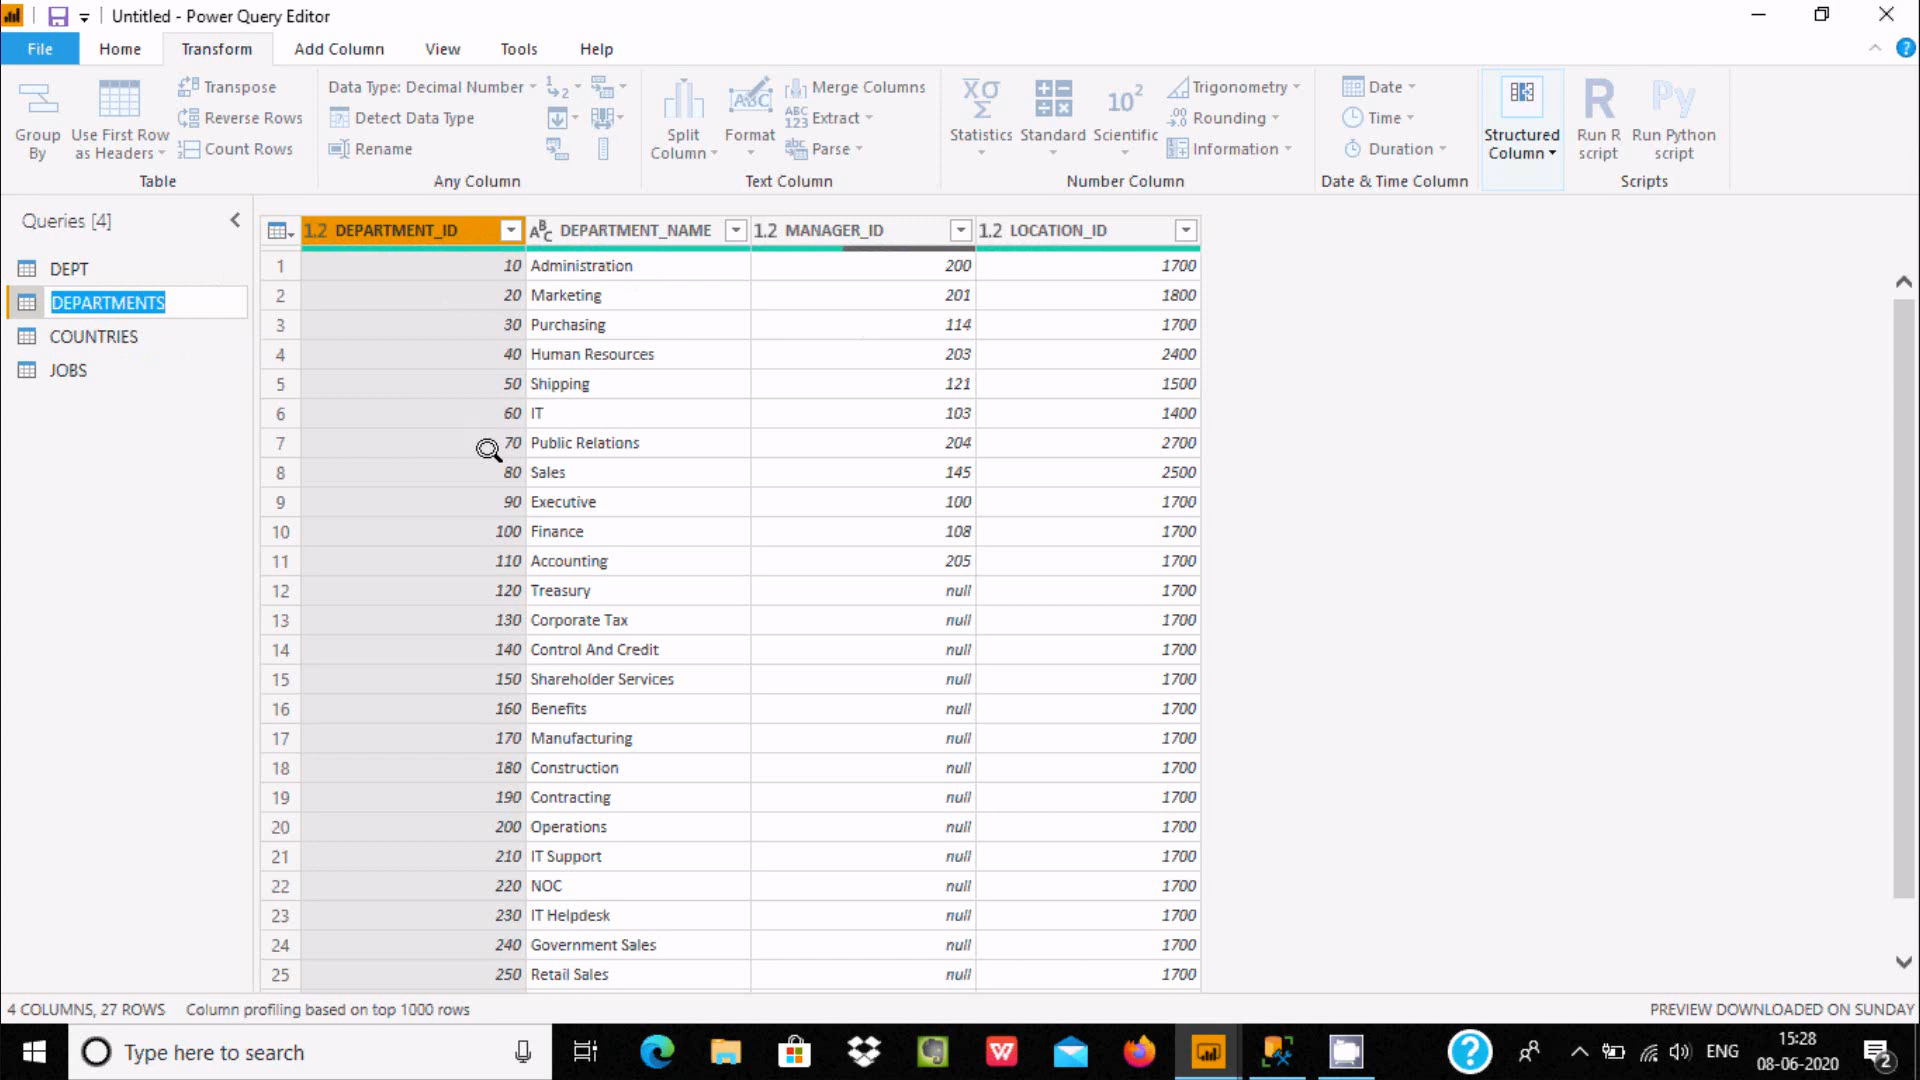 Untitled - Power Query Editor
File Home Transform Add Column View Tools Help
Group By
Use First Row as Headers
Transpose
Reverse Rows
Count Rows
Table
Data Type: Decimal Number
Detect Data Type
Rename
Any Column
Split Column
Format
Merge Columns
Extract
Parse
Text Column
Statistics
Standard
Scientific
Trigonometry
Rounding
Information
Number Column
Date
Time
Duration
Date & Time Column
Structured Column
Run R script
Run Python script
Scripts
Queries [4]
DEPT
DEPARTMENTS
COUNTRIES
JOBS
1.2 DEPARTMENT_ID ABC DEPARTMENT_NAME 1.2 MANAGER_ID 1.2 LOCATION_ID
1 10 Administration 200 1700
2 20 Marketing 201 1800
3 30 Purchasing 114 1700
4 40 Human Resources 203 2400
5 50 Shipping 121 1500
6 60 IT 103 1400
7 70 Public Relations 204 2700
8 80 Sales 145 2500
9 90 Executive 100 1700
10 100 Finance 108 1700
11 110 Accounting 205 1700
12 120 Treasury null 1700
13 130 Corporate Tax null 1700
14 140 Control And Credit null 1700
15 150 Shareholder Services null 1700
16 160 Benefits null 1700
17 170 Manufacturing null 1700
18 180 Construction null 1700
19 190 Contracting null 1700
20 200 Operations null 1700
21 210 IT Support null 1700
22 220 NOC null 1700
23 230 IT Helpdesk null 1700
24 240 Government Sales null 1700
25 250 Retail Sales null 1700
4 COLUMNS, 27 ROWS Column profiling based on top 1000 rows PREVIEW DOWNLOADED ON SUNDAY
Type here to search
ENG
15:28
08-06-2020
2